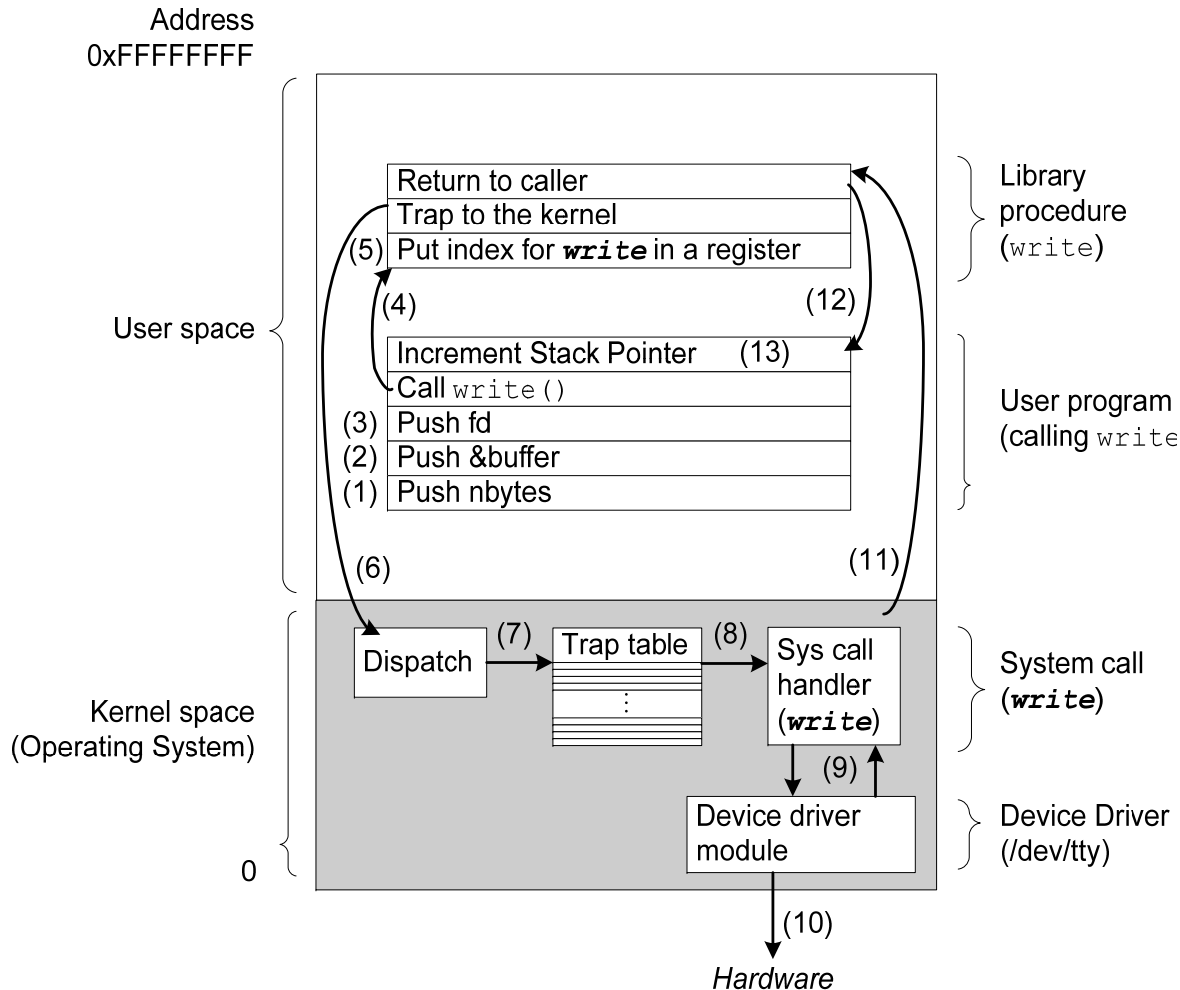 Address
0xFFFFFFFF
Return to caller
Trap to the kernel
(5) Put index for write in a register
Library
procedure
(write)
(4)
(12)
User space
Increment Stack Pointer (13)
Call write()
(3) Push fd
(2) Push &buffer
(1) Push nbytes
User program
(calling write
(6)
(11)
Dispatch
(7)
Trap table
(8)
Sys call
handler
(write)
System call
(write)
Kernel space
(Operating System)
(9)
Device driver
module
Device Driver
(/dev/tty)
0
(10)
Hardware